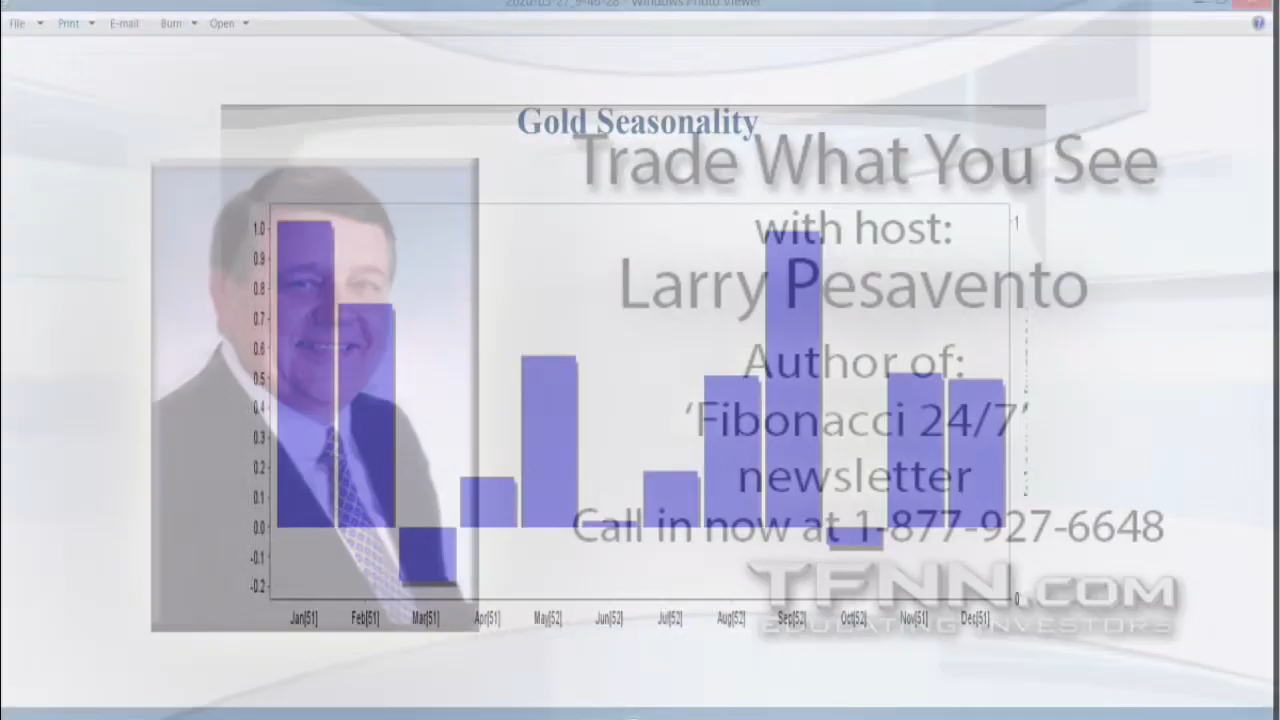 File Print E-mail Burn Open
Gold Seasonality
Trade What You See
with host:
Larry Pesavento
Author of:
‘Fibonacci 24/7’
newsletter
Call in now at 1-877-927-6648
TFNN.COM
EDUCATING INVESTORS
1.0
0.9
0.8
0.7
0.6
0.5
0.4
0.3
0.2
0.1
0.0
-0.1
-0.2
1
0
Jan[51] Feb[51] Mar[51] Apr[51] May[52] Jun[52] Jul[52] Aug[52] Sep[52] Oct[52] Nov[51] Dec[51]